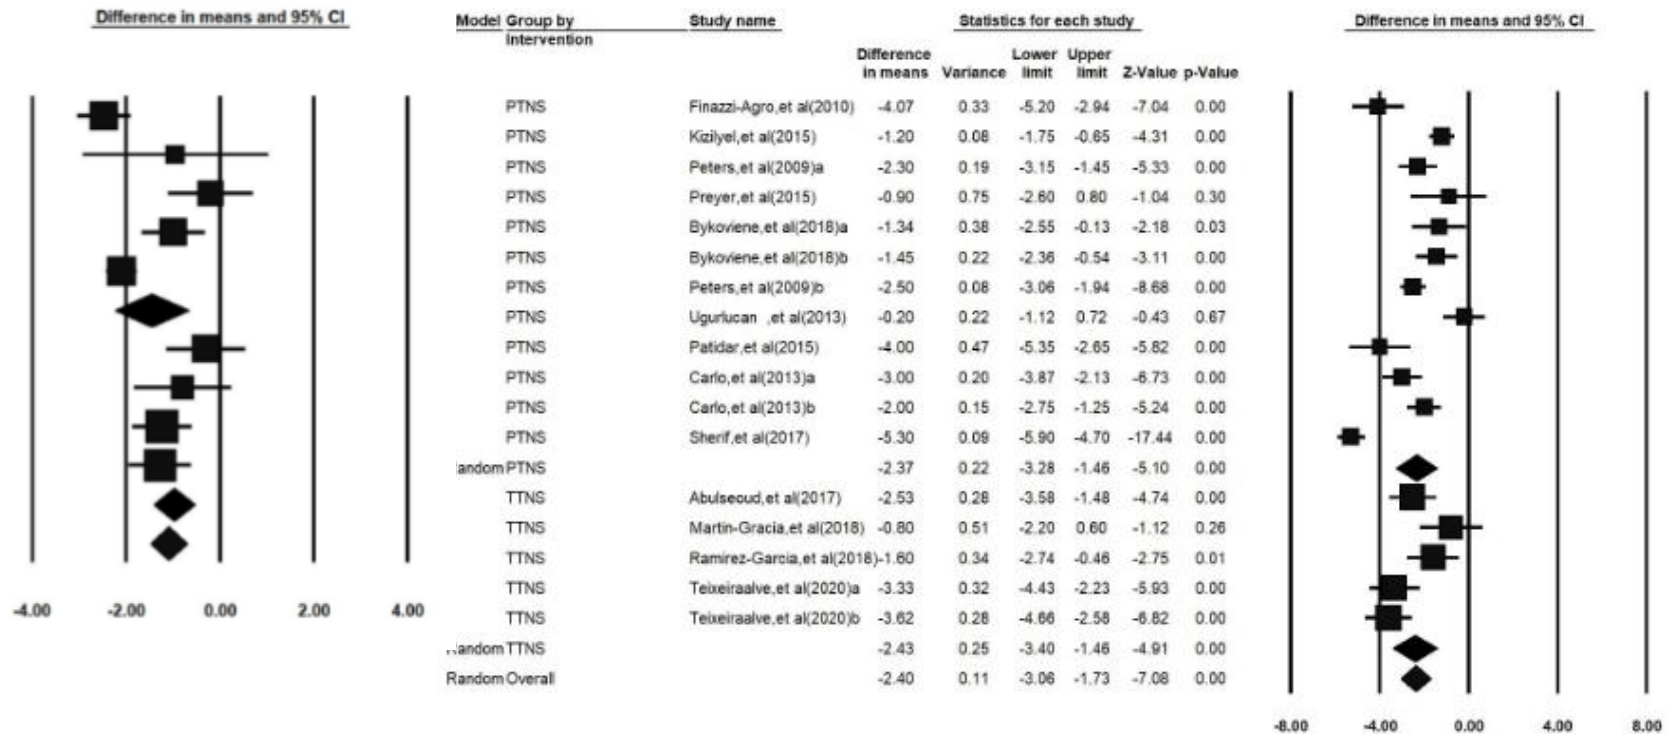 Difference in means and 95% CI
-4.00 -2.00 0.00 2.00 4.00
Model Group by Study name Statistics for each study Difference in means and 95% CI
Intervention
Difference Lower Upper
in means Variance limit limit Z-Value p-Value
PTNS Finazzi-Agro,et al(2010) -4.07 0.33 -5.20 -2.94 -7.04 0.00
PTNS Kizilyel,et al(2015) -1.20 0.08 -1.75 -0.65 -4.31 0.00
PTNS Peters,et al(2009)a -2.30 0.19 -3.15 -1.45 -5.33 0.00
PTNS Preyer,et al(2015) -0.90 0.75 -2.60 0.80 -1.04 0.30
PTNS Bykoviene,et al(2018)a -1.34 0.38 -2.55 -0.13 -2.18 0.03
PTNS Bykoviene,et al(2018)b -1.45 0.22 -2.36 -0.54 -3.11 0.00
PTNS Peters,et al(2009)b -2.50 0.08 -3.06 -1.94 -8.68 0.00
PTNS Ugurlucan ,et al(2013) -0.20 0.22 -1.12 0.72 -0.43 0.67
PTNS Patidar,et al(2015) -4.00 0.47 -5.35 -2.65 -5.82 0.00
PTNS Carlo,et al(2013)a -3.00 0.20 -3.87 -2.13 -6.73 0.00
PTNS Carlo,et al(2013)b -2.00 0.15 -2.75 -1.25 -5.24 0.00
PTNS Sherif,et al(2017) -5.30 0.09 -5.90 -4.70 -17.44 0.00
andom PTNS -2.37 0.22 -3.28 -1.46 -5.10 0.00
TTNS Abulseoud,et al(2017) -2.53 0.28 -3.58 -1.48 -4.74 0.00
TTNS Martin-Gracia,et al(2018) -0.80 0.51 -2.20 0.60 -1.12 0.26
TTNS Ramirez-Garcia,et al(2018) -1.60 0.34 -2.74 -0.46 -2.75 0.01
TTNS Teixeiraalve,et al(2020)a -3.33 0.32 -4.43 -2.23 -5.93 0.00
TTNS Teixeiraalve,et al(2020)b -3.62 0.28 -4.66 -2.58 -6.82 0.00
andom TTNS -2.43 0.25 -3.40 -1.46 -4.91 0.00
Random Overall -2.40 0.11 -3.06 -1.73 -7.08 0.00
-8.00 -4.00 0.00 4.00 8.00